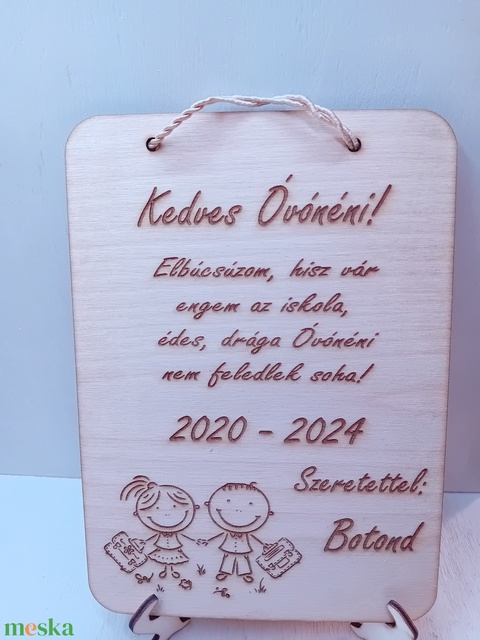 Kedves Óvónéni!
Elbúcsúzom, hisz vár
engem az iskola,
édes, drága Óvónéni
nem feledlek soha!
2020 - 2024
Szeretettel:
Botond
meska